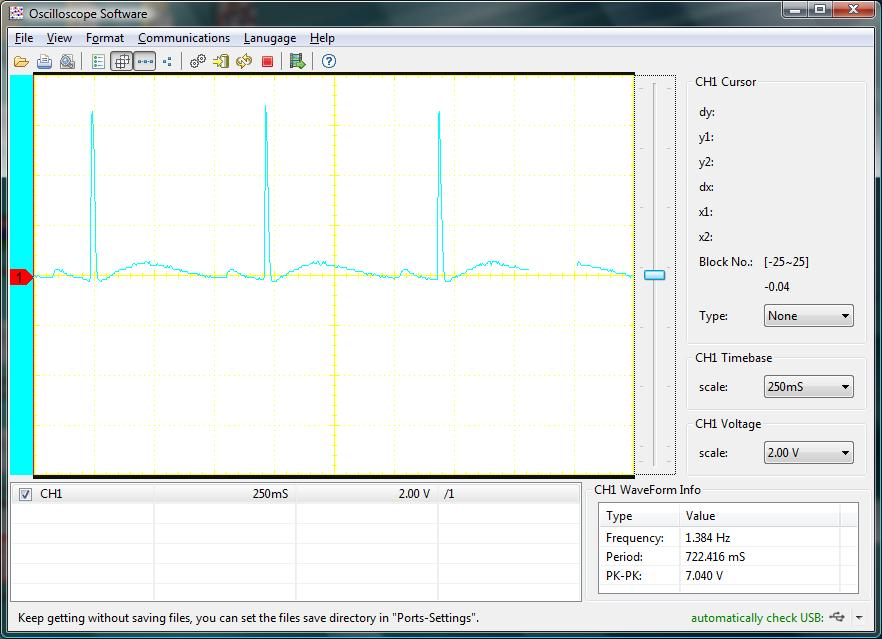 Oscilloscope Software
File View Format Communications Lanugage Help
1
CH1 Cursor
dy:
y1:
y2:
dx:
x1:
x2:
Block No.: [-25~25]
-0.04
Type: None
CH1 Timebase
scale: 250mS
CH1 Voltage
scale: 2.00 V
CH1 250mS 2.00 V /1
CH1 WaveForm Info
Type Value
Frequency: 1.384 Hz
Period: 722.416 mS
PK-PK: 7.040 V
Keep getting without saving files, you can set the files save directory in "Ports-Settings". automatically check USB: